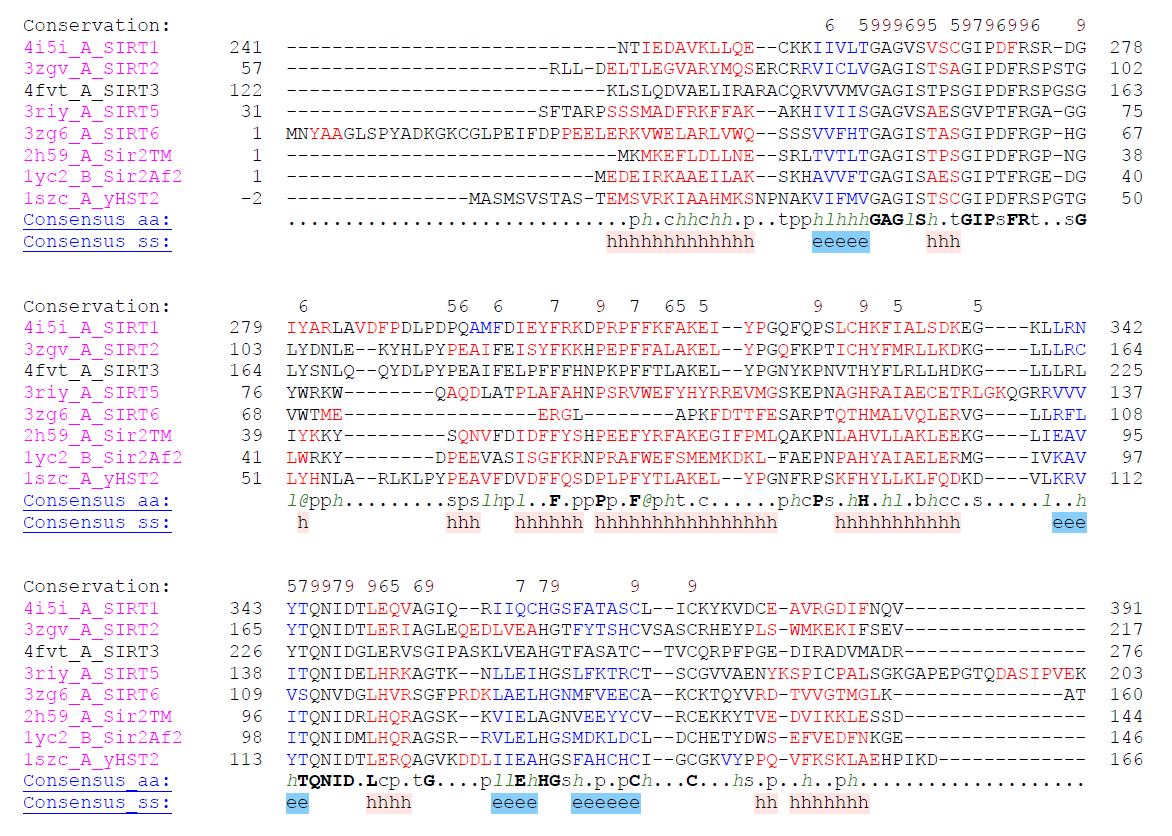 Conservation: 6 5999695 59796996 9
4i5i_A_SIRT1 241 -----------------------------NTIEDAVKLLQE--CKKIIVLTGAGVSVSCGIPDFRSR-DG 278
3zgv_A_SIRT2 57 -----------------------RLL-DELTLEGVARYMQSERCRRVICLVGAGISTSAGIPDFRSPSTG 102
4fvt_A_SIRT3 122 ----------------------------KLSLQDVAELIRARACQRVVVMVGAGISTPSGIPDFRSPGSG 163
3riy_A_SIRT5 31 ----------------------SFTARPSSSMADFRKFFAK--AKHIVIISGAGVSAESGVPTFRGA-GG 75
3zg6_A_SIRT6 1 MNYAAGLSPYADKGKCGLPEIFDPPEELERKVWELARLVWQ--SSSVVFHTGAGISTASGIPDFRGP-HG 67
2h59_A_Sir2TM 1 -----------------------------MKMKEFLDLLNE--SRLTVTLTGAGISTPSGIPDFRGP-NG 38
1yc2_B_Sir2Af2 1 ---------------------------MEDEIRKAAEILAK--SKHAVVFTGAGISAESGIPTFRGE-DG 40
1szc_A_yHST2 -2 ----------------MASMSVSTAS-TEMSVRKIAAHMKSNPNAKVIFMVGAGISTSCGIPDFRSPGTG 50
Consensus aa: ..............................ph.chhchh.p..tpphlhhhGAGlSh.tGIPsFRt..sG
Consensus ss: hhhhhhhhhhhhh eeeee hhh
Conservation: 6 56 6 7 9 7 65 5 9 9 5 5
4i5i_A_SIRT1 279 IYARLAVDFPDLPDPQAMFDIEYFRKDPRPFFKFAKEI--YPGQFQPSLCHKFIALSDKEG----KLLRN 342
3zgv_A_SIRT2 103 LYDNLE--KYHLPYPEAIFEISYFKKHPEPFFALAKEL--YPGQFKPTICHYFMRLLKDKG----LLLRC 164
4fvt_A_SIRT3 164 LYSNLQ--QYDLPYPEAIFELPFFFHNPKPFFTLAKEL--YPGNYKPNVTHYFLRLLHDKG----LLLRL 225
3riy_A_SIRT5 76 YWRKW--------QAQDLATPLAFAHNPSRVWEFYHYRREVMGSKEPNAGHRAIAECETRLGKQGRRVVV 137
3zg6_A_SIRT6 68 VWTME-----------------ERGL--------APKFDTTFESARPTQTHMALVQLERVG----LLRFL 108
2h59_A_Sir2TM 39 IYKKY---------SQNVFDIDFFYSHPEEFYRFAKEGIFPMLQAKPNLAHVLLAKLEEKG----LIEAV 95
1yc2_B_Sir2Af2 41 LWRKY--------DPEEVASISGFKRNPRAFWEFSMEMKDKL-FAEPNPAHYAIAELERMG----IVKAV 97
1szc_A_yHST2 51 LYHNLA--RLKLPYPEAVFDVDFFQSDPLPFYTLAKEL--YPGNFRPSKFHYLLKLFQDKD----VLKRV 112
Consensus aa: l@pph.........spslhpl..F.ppPp.F@pht.c......phcPs.hH.hl.bhcc.s.....l..h
Consensus ss: h hhh hhhhhh hhhhhhhhhhhhhhhh hhhhhhhhhhh eee
Conservation: 579979 965 69 7 79 9 9
4i5i_A_SIRT1 343 YTQNIDTLEQVAGIQ--RIIQCHGSFATASCL--ICKYKVDCE-AVRGDIFNQV---------------- 391
3zgv_A_SIRT2 165 YTQNIDTLERIAGLEQEDLVEAHGTFYTSHCVSASCRHEYPLS-WMKEKIFSEV---------------- 217
4fvt_A_SIRT3 226 YTQNIDGLERVSGIPASKLVEAHGTFASATC--TVCQRPFPGE-DIRADVMADR---------------- 276
3riy_A_SIRT5 138 ITQNIDELHRKAGTK--NLLEIHGSLFKTRCT--SCGVVAENYKSPICPALSGKGAPEPGTQDASIPVEK 203
3zg6_A_SIRT6 109 VSQNVDGLHVRSGFPRDKLAELHGNMFVEECA--KCKTQYVRD-TVVGTMGLK---------------AT 160
2h59_A_Sir2TM 96 ITQNIDRLHQRAGSK--KVIELAGNVEEYYCV--RCEKKYTVE-DVIKKLESSD---------------- 144
1yc2_B_Sir2Af2 98 ITQNIDMLHQRAGSR--RVLELHGSMDKLDCL--DCHETYDWS-EFVEDFNKGE---------------- 146
1szc_A_yHST2 113 YTQNIDTLERQAGVKDDLIIEAHGSFAHCHCI--GCGKVYPPQ-VFKSKLAEHPIKD------------- 166
Consensus_aa: hTQNID.Lcp.tG....pllEhHGsh.p.pCh...C...hs.p..h..ph....................
Consensus_ss: ee hhhh eeee eeeeee hh hhhhhhh